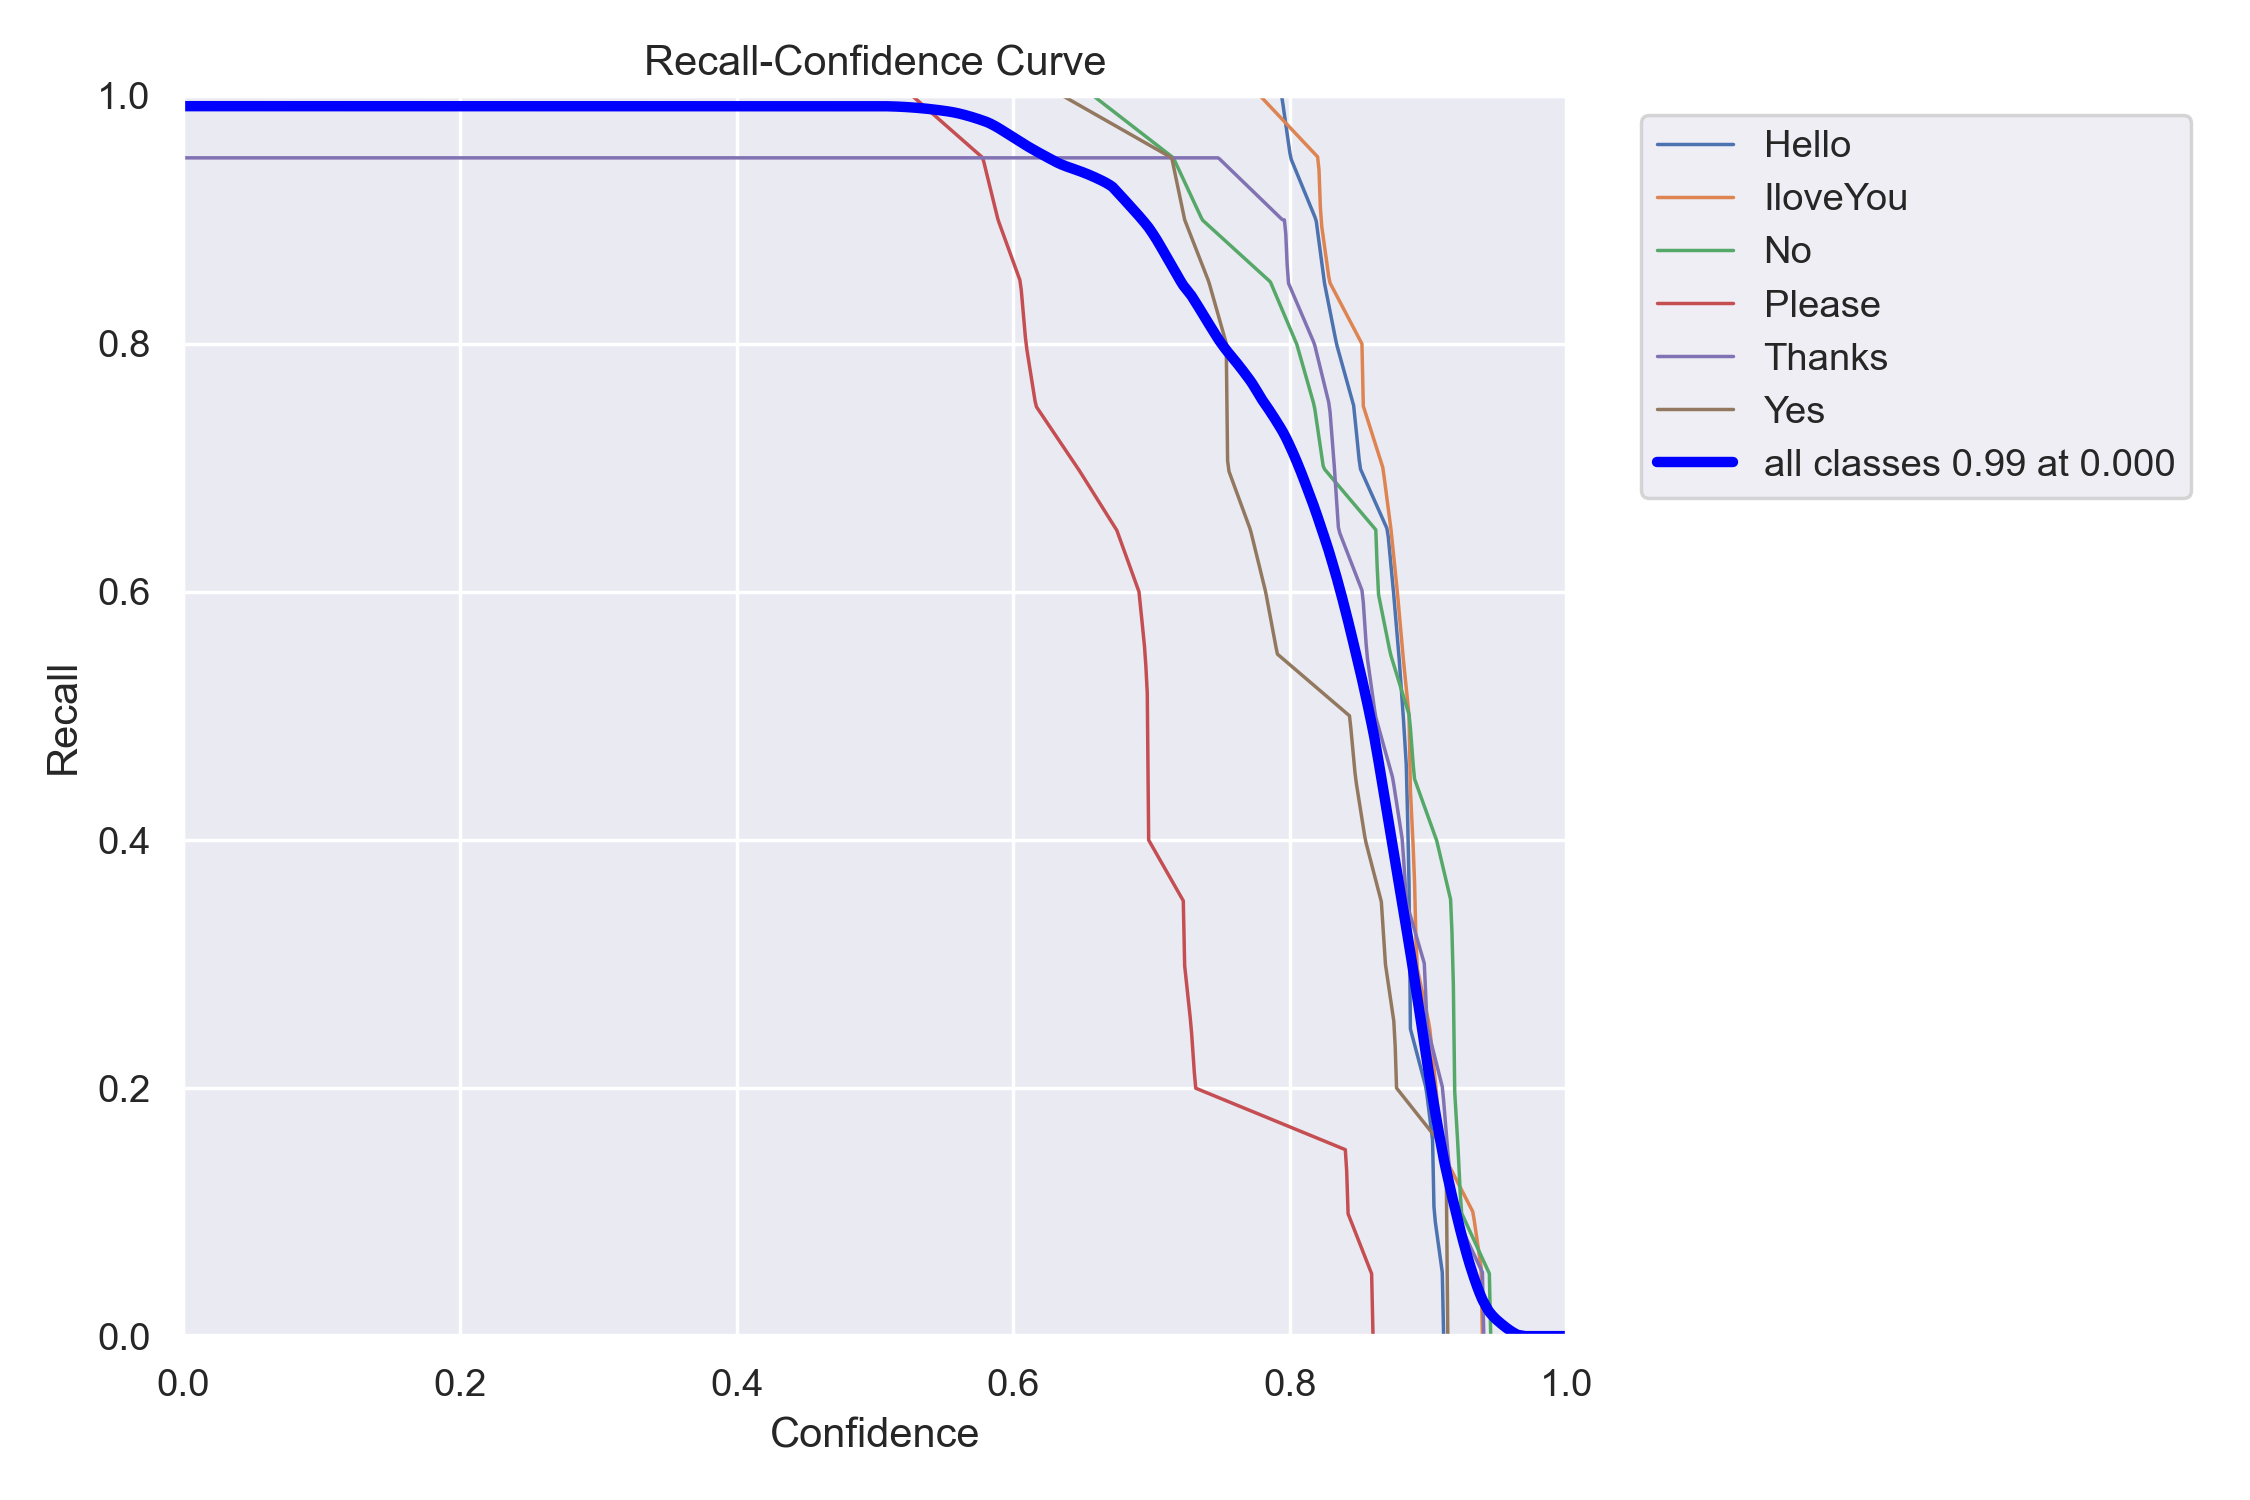 Recall-Confidence Curve
1.0
0.8
0.6
0.4
0.2
0.0
Recall
0.0 0.2 0.4 0.6 0.8 1.0
Confidence
Hello
IloveYou
No
Please
Thanks
Yes
all classes 0.99 at 0.000